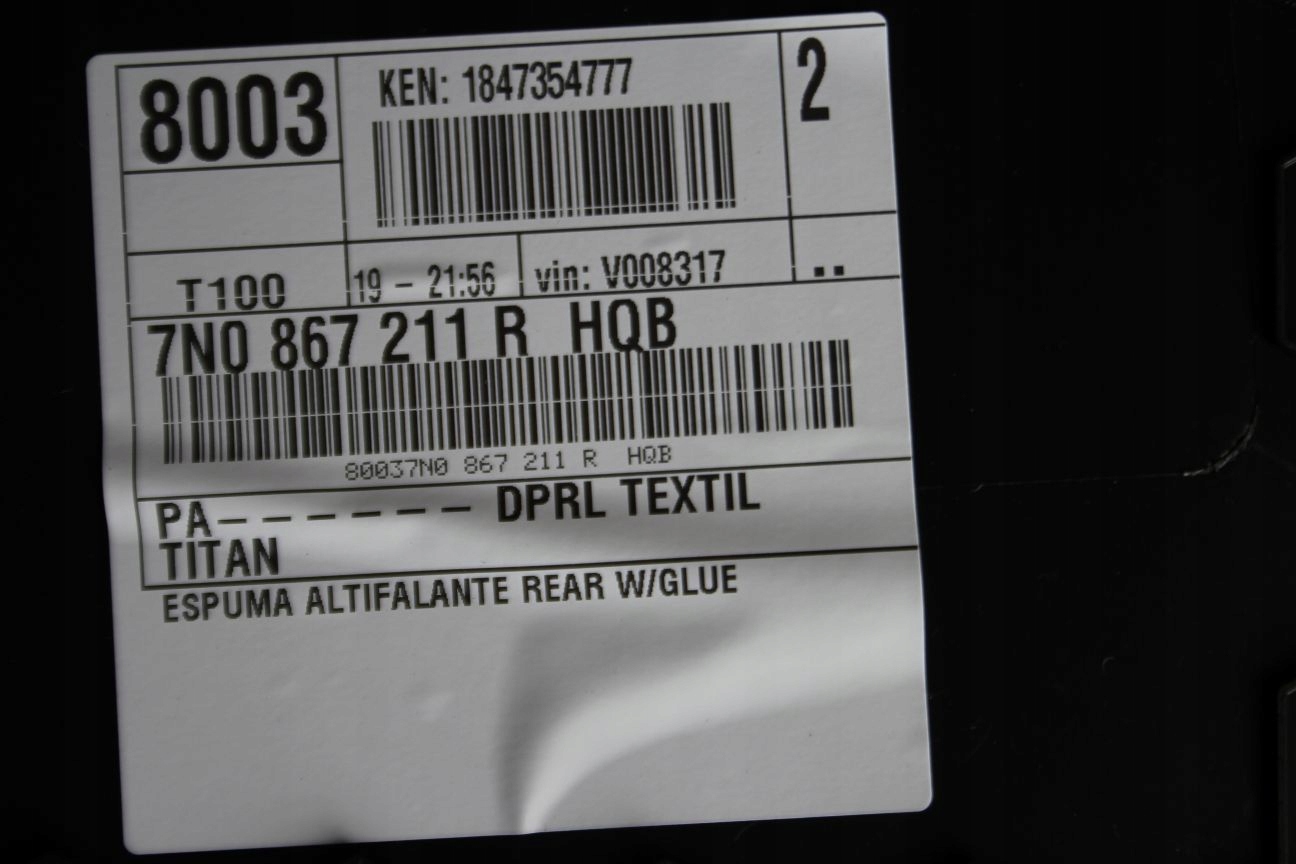 8003
KEN: 1847354777
2
T100
19 - 21:56
vin: V008317
..
7N0 867 211 R HQB
80037N0 867 211 R HQB
PA------ DPRL TEXTIL
TITAN
ESPUMA ALTIFALANTE REAR W/GLUE